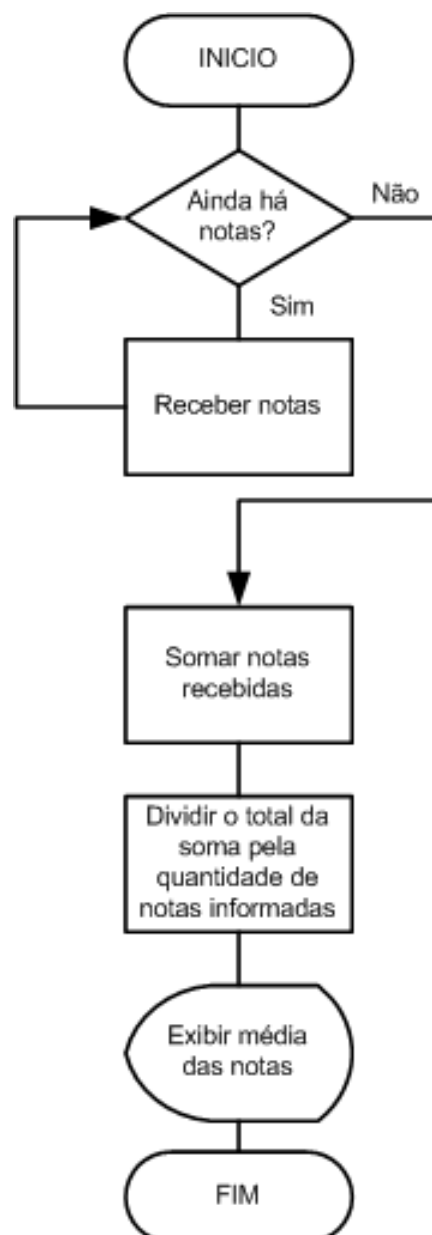 INICIO
Ainda há
notas?
Não
Sim
Receber notas
Somar notas
recebidas
Dividir o total da
soma pela
quantidade de
notas informadas
Exibir média
das notas
FIM